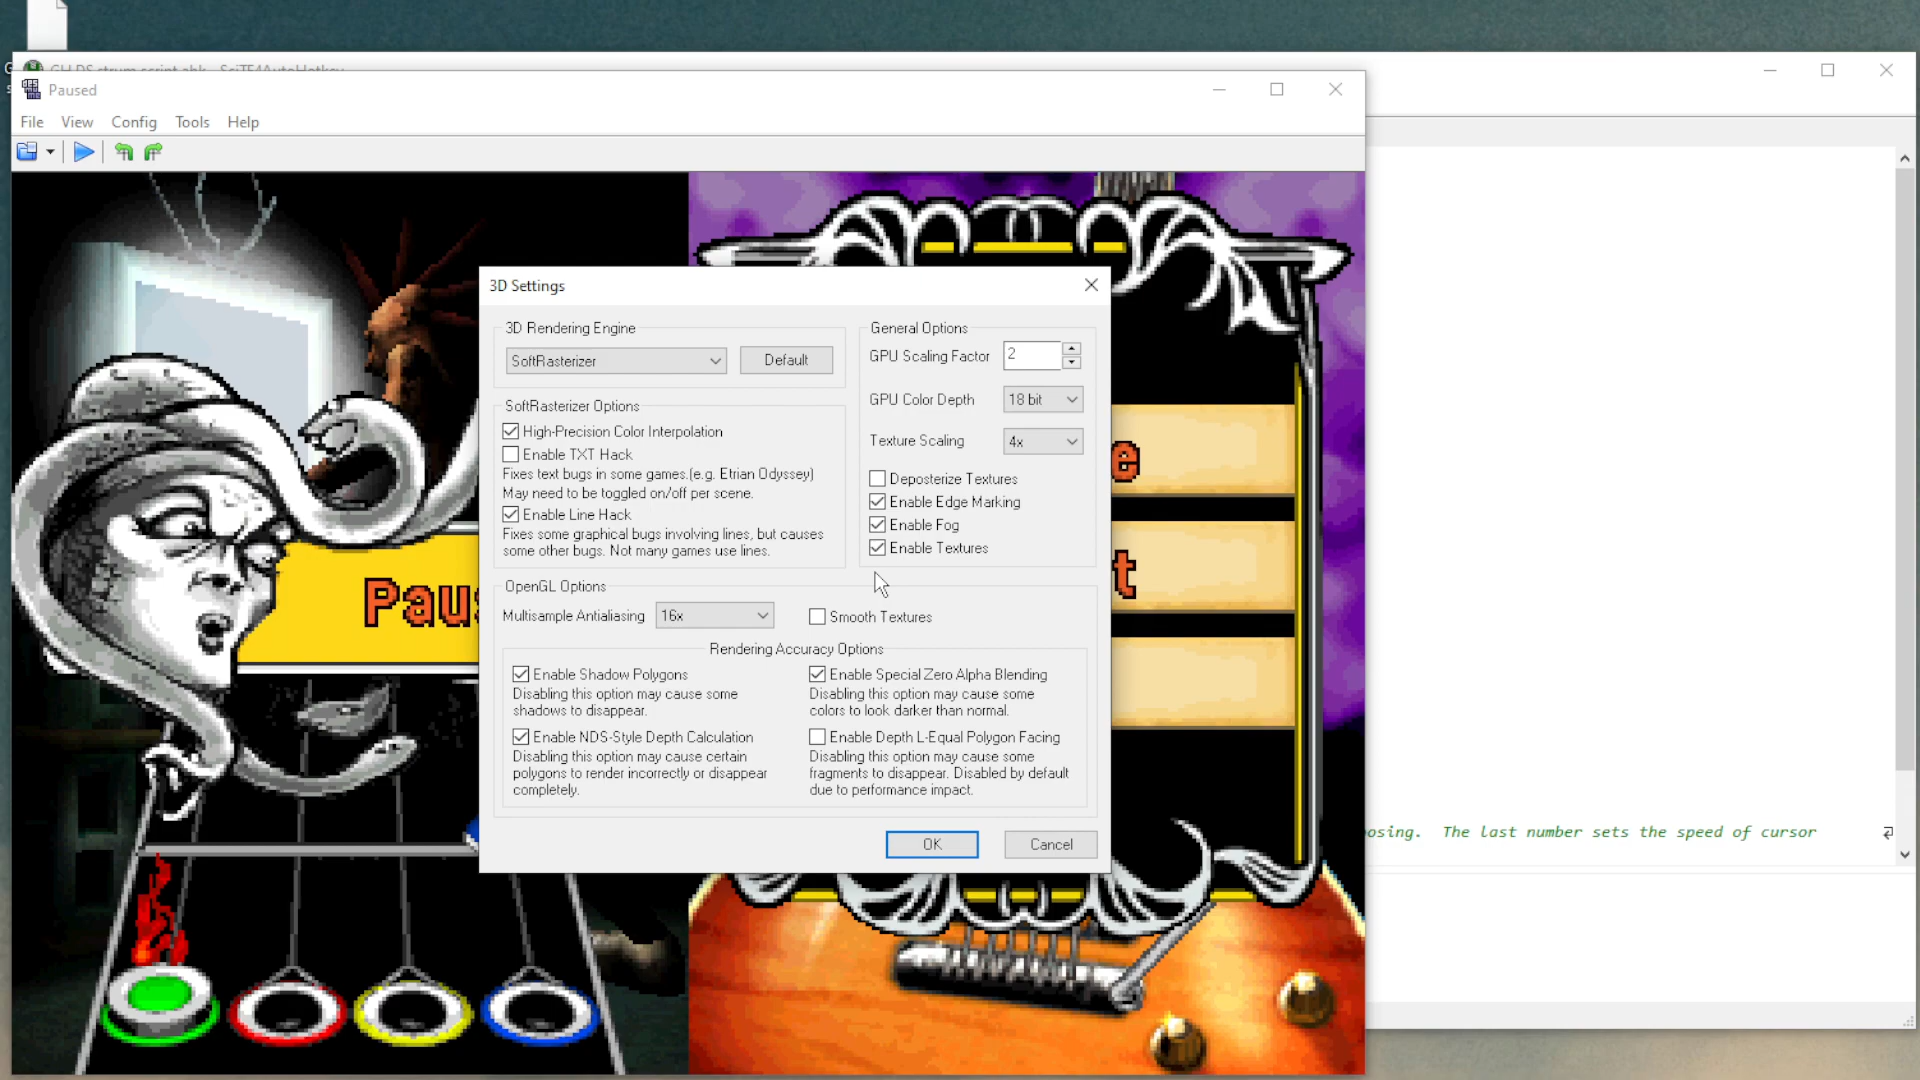 GH DS strum script.ahk - SciTE4AutoHotkey
Paused
File View Config Tools Help
3D Settings
3D Rendering Engine
SoftRasterizer
Default
SoftRasterizer Options
High-Precision Color Interpolation
Enable TXT Hack
Fixes text bugs in some games.(e.g. Etrian Odyssey)
May need to be toggled on/off per scene.
Enable Line Hack
Fixes some graphical bugs involving lines, but causes
some other bugs. Not many games use lines.
General Options
GPU Scaling Factor 2
GPU Color Depth 18 bit
Texture Scaling 4x
Deposterize Textures
Enable Edge Marking
Enable Fog
Enable Textures
OpenGL Options
Multisample Antialiasing 16x
Smooth Textures
Rendering Accuracy Options
Enable Shadow Polygons
Disabling this option may cause some
shadows to disappear.
Enable Special Zero Alpha Blending
Disabling this option may cause some
colors to look darker than normal.
Enable NDS-Style Depth Calculation
Disabling this option may cause certain
polygons to render incorrectly or disappear
completely.
Enable Depth L-Equal Polygon Facing
Disabling this option may cause some
fragments to disappear. Disabled by default
due to performance impact.
OK
Cancel
Paus
e
t
osing. The last number sets the speed of cursor